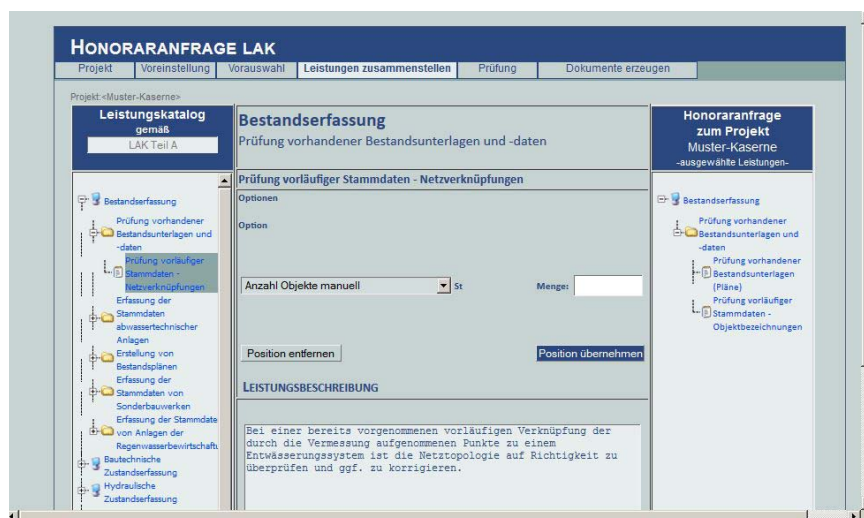 HONORARANFRAGE LAK
Projekt Voreinstellung Vorauswahl Leistungen zusammenstellen Prüfung Dokumente erzeugen
Projekt:<Muster-Kaserne>
Leistungskatalog
gemäß
LAK Teil A
Bestandserfassung
Prüfung vorhandener
Bestandsunterlagen und
-daten
Prüfung vorläufiger
Stammdaten -
Netzverknüpfungen
Erfassung der
Stammdaten
abwassertechnischer
Anlagen
Erstellung von
Bestandsplänen
Erfassung der
Stammdaten von
Sonderbauwerken
Erfassung der Stammdate
von Anlagen der
Regenwasserbewirtschaftu
Bautechnische
Zustandserfassung
Hydraulische
Zustandserfassung
Bestandserfassung
Prüfung vorhandener Bestandsunterlagen und -daten
Prüfung vorläufiger Stammdaten - Netzverknüpfungen
Optionen
Option
Anzahl Objekte manuell St Menge:
Position entfernen Position übernehmen
LEISTUNGSBESCHREIBUNG
Bei einer bereits vorgenommenen vorläufigen Verknüpfung der
durch die Vermessung aufgenommenen Punkte zu einem
Entwässerungssystem ist die Netztopologie auf Richtigkeit zu
überprüfen und ggf. zu korrigieren.
Honoraranfrage
zum Projekt
Muster-Kaserne
-ausgewählte Leistungen-
Bestandserfassung
Prüfung vorhandener
Bestandsunterlagen und
-daten
Prüfung vorhandener
Bestandsunterlagen
(Pläne)
Prüfung vorläufiger
Stammdaten -
Objektbezeichnungen